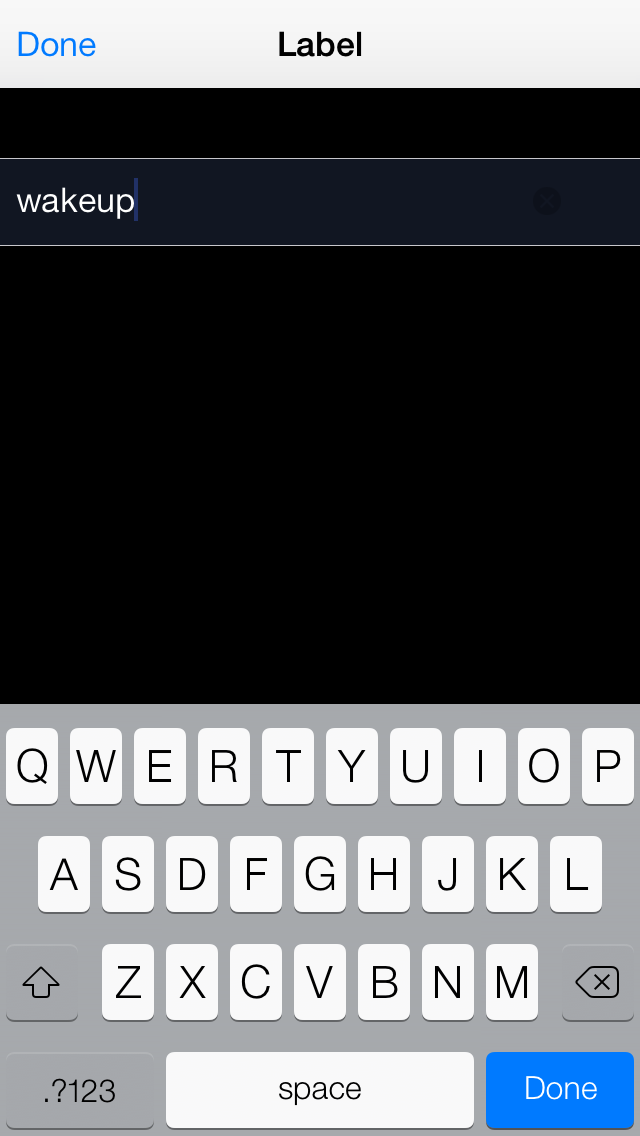 Done Label
wakeup
Q W E R T Y U I O P
A S D F G H J K L
Z X C V B N M
.?123 space Done